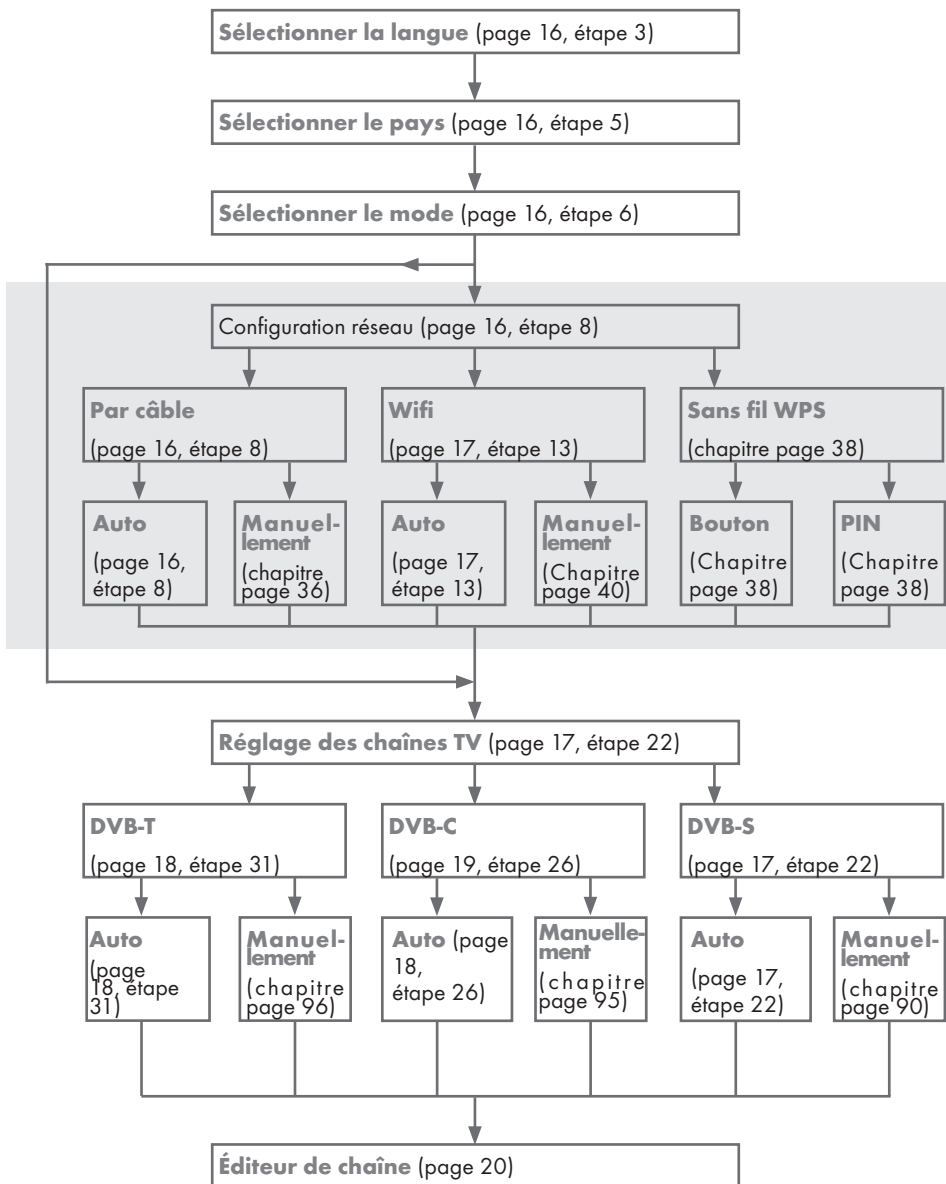 Sélectionner la langue (page 16, étape 3)
Sélectionner le pays (page 16, étape 5)
Sélectionner le mode (page 16, étape 6)
Configuration réseau (page 16, étape 8)
Par câble
(page 16, étape 8)
Wifi
(page 17, étape 13)
Sans fil WPS
(chapitre page 38)
Auto
(page 16,
étape 8)
Manuel-
lement
(chapitre
page 36)
Auto
(page 17,
étape 13)
Manuel-
lement
(Chapitre
page 40)
Bouton
(Chapitre
page 38)
PIN
(Chapitre
page 38)
Réglage des chaînes TV (page 17, étape 22)
DVB-T
(page 18, étape 31)
DVB-C
(page 19, étape 26)
DVB-S
(page 17, étape 22)
Auto
(page
18, étape
31)
Manuel-
lement
(chapitre
page 96)
Auto (page
18,
étape 26)
Manuelle-
ment
(chapitre
page 95)
Auto
(page 17,
étape 22)
Manuel-
lement
(chapitre
page 90)
Éditeur de chaîne (page 20)